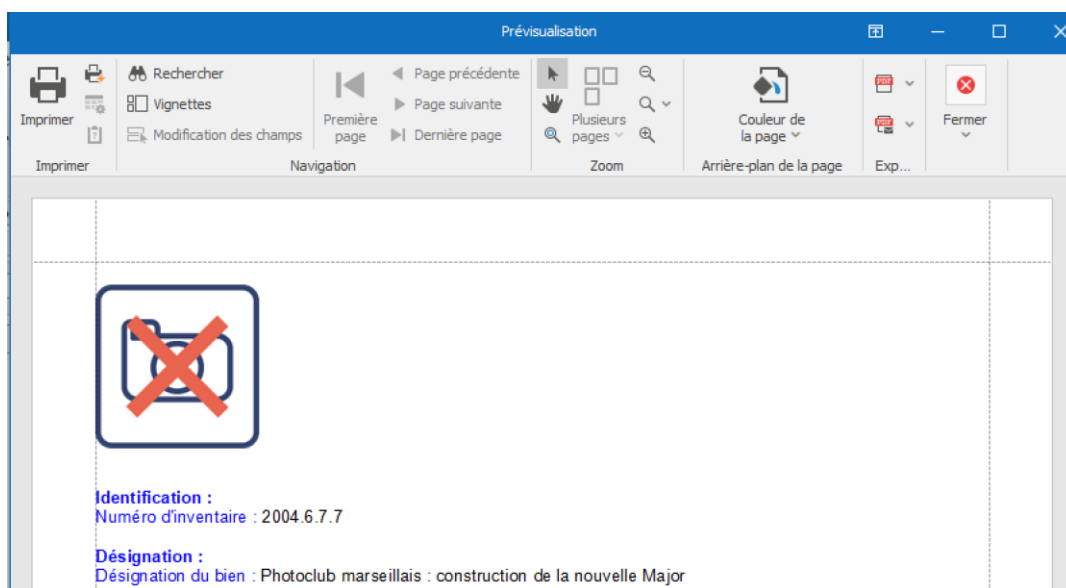 Prévisualisation
Rechercher
Page précédente
Vignettes
Page suivante
Imprimer
Première page
Plusieurs pages
Couleur de la page
Fermer
Modification des champs
Dernière page
PDF
PDF
Imprimer
Navigation
Zoom
Arrière-plan de la page
Exp...
Identification :
Numéro d'inventaire : 2004.6.7.7
Désignation :
Désignation du bien : Photoclub marseillais : construction de la nouvelle Major